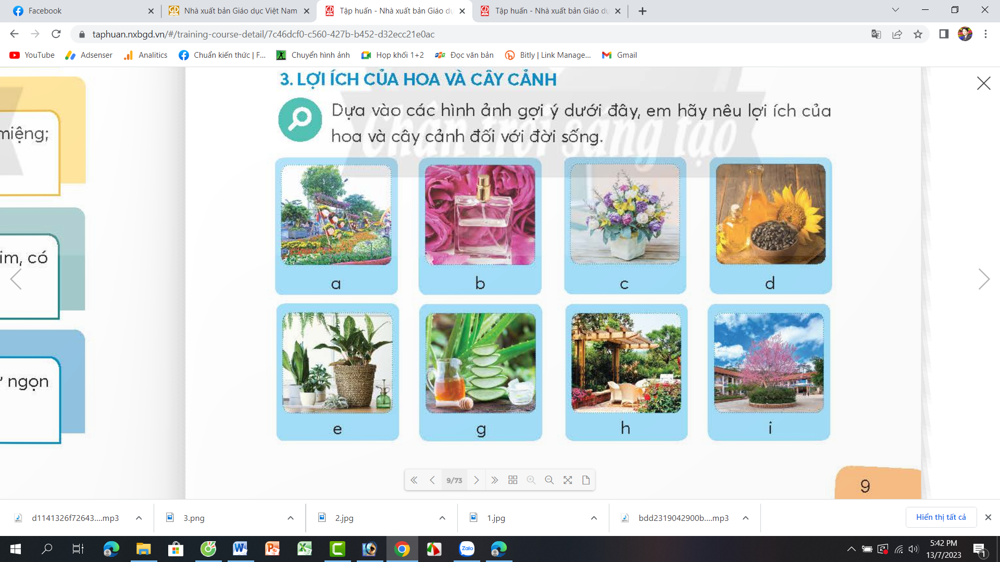 Facebook
Nhà xuất bản Giáo dục Việt Nam
Tập huấn - Nhà xuất bản Giáo dụ
Tập huấn - Nhà xuất bản Giáo dụ
taphuan.nxbgd.vn/#/training-course-detail/7c46dcf0-c560-427b-b452-d32ecc21e0ac
YouTube
Adsenser
Analitics
Chuẩn kiến thức | F...
Chuyển hình ảnh
Họp khối 1+2
Đọc văn bản
Bitly | Link Manage...
Gmail
miệng;
im, có
ngọn
3. LỢI ÍCH CỦA HOA VÀ CÂY CẢNH
Dựa vào các hình ảnh gợi ý dưới đây, em hãy nêu lợi ích của
hoa và cây cảnh đối với đời sống.
Chân trời sáng tạo
a
b
c
d
e
g
h
i
9/73
9
d1141326f72643....mp3
3.png
2.jpg
1.jpg
bdd2319042900b....mp3
Hiển thị tất cả
Zalo
5:42 PM
13/7/2023
1